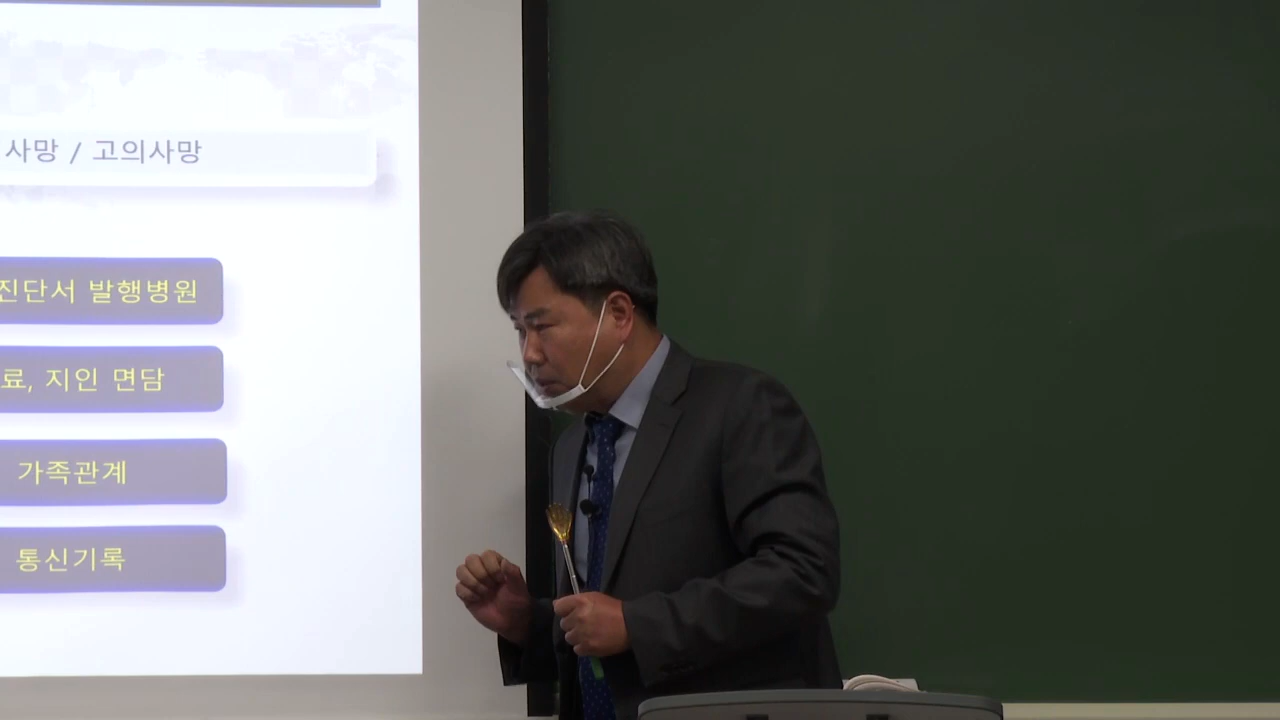 사망 / 고의사망
진단서 발행병원
료, 지인 면담
가족관계
통신기록